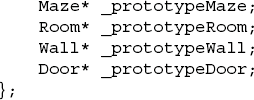 Maze* _prototypeMaze;
Room* _prototypeRoom;
Wall* _prototypeWall;
Door* _prototypeDoor;
};